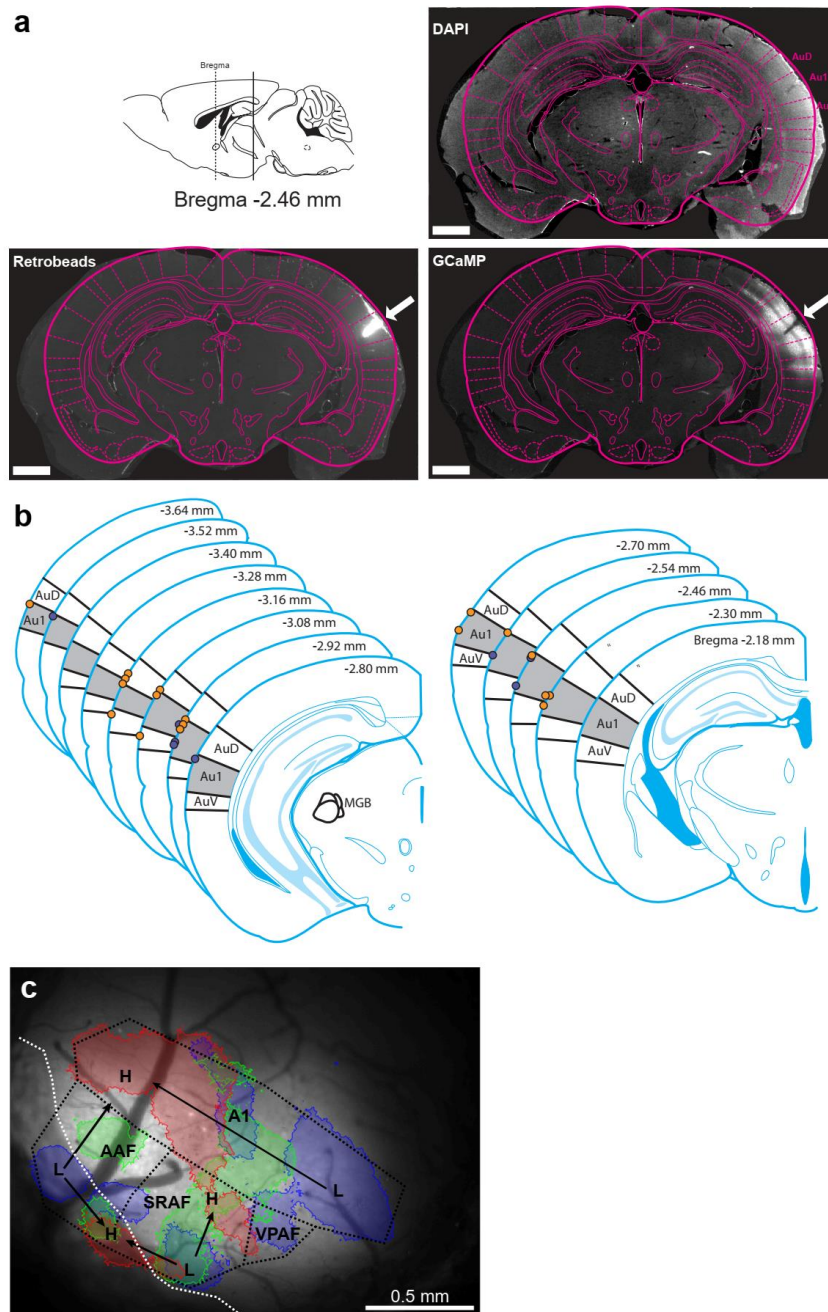 a
Bregma
Bregma -2.46 mm
DAPI
AuD
Au1
Au
Retrobeads
GCaMP
b
-3.64 mm
-3.52 mm
-3.40 mm
-3.28 mm
-3.16 mm
-3.08 mm
-2.92 mm
-2.80 mm
AuD
Au1
AuD
Au1
AuV
MGB
-2.70 mm
-2.54 mm
-2.46 mm
-2.30 mm
Bregma -2.18 mm
AuD
Au1
AuV
AuD
Au1
AuV
c
H
A1
AAF
L
L
SRAF
H
VPAF
H
L
0.5 mm